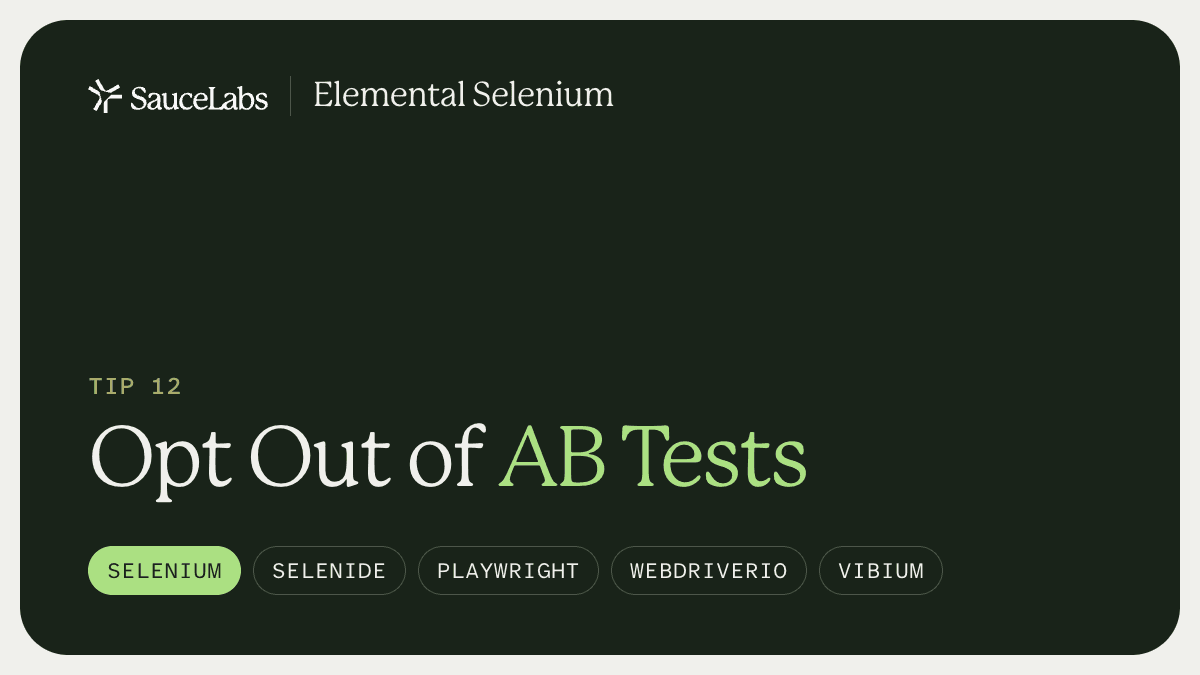 SauceLabs | Elemental Selenium
TIP 12
Opt Out of AB Tests
SELENIUM SELENIDE PLAYWRIGHT WEBDRIVERIO VIBIUM